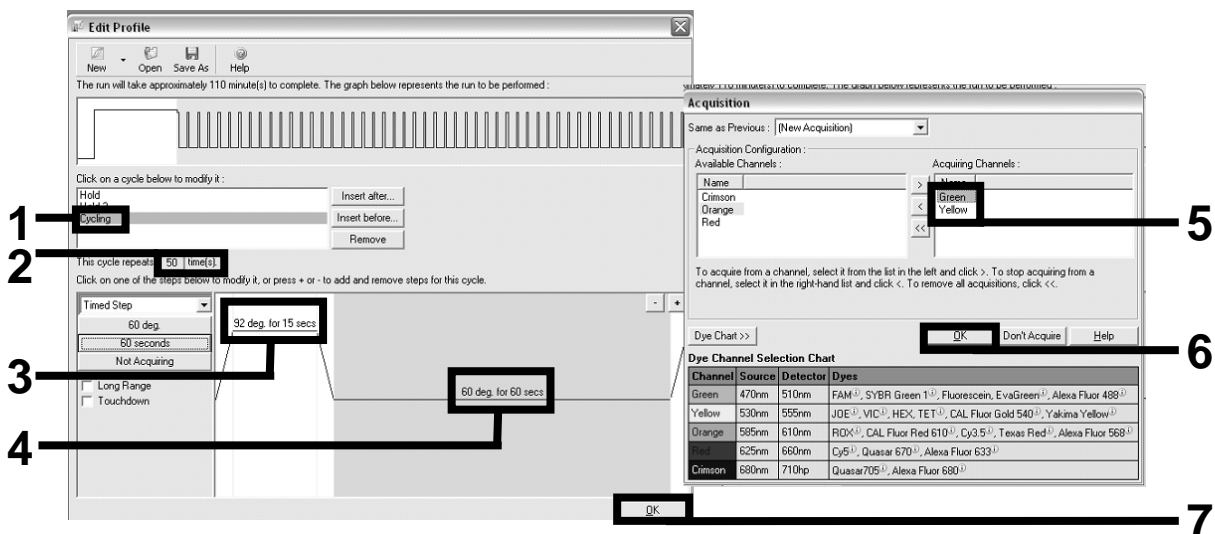 Edit Profile
New Open Save As Help
The run will take approximately 110 minute(s) to complete. The graph below represents the run to be performed :
Click on a cycle below to modify it :
Hold
Hold 2
Cycling
Insert after...
Insert before...
Remove
This cycle repeats 50 time(s).
Click on one of the steps below to modify it, or press + or - to add and remove steps for this cycle.
Timed Step
- +
60 deg.
60 seconds
Not Acquiring
Long Range
Touchdown
92 deg. for 15 secs
60 deg. for 60 secs
OK
1
2
3
4
Acquisition
Same as Previous : (New Acquisition)
Acquisition Configuration :
Available Channels :
Name
Crimson
Orange
Red
>
<
<<
Acquiring Channels :
Name
Green
Yellow
To acquire from a channel, select it from the list in the left and click >. To stop acquiring from a
channel, select it in the right-hand list and click <. To remove all acquisitions, click <<.
Dye Chart >> OK Don't Acquire Help
Dye Channel Selection Chart
Channel Source Detector Dyes
Green 470nm 510nm FAM, SYBR Green 1, Fluorescein, EvaGreen, Alexa Fluor 488
Yellow 530nm 555nm JOE, VIC, HEX, TET, CAL Fluor Gold 540, Yakima Yellow
Orange 585nm 610nm ROX, CAL Fluor Red 610, Cy3.5, Texas Red, Alexa Fluor 568
Red 625nm 660nm Cy5, Quasar 670, Alexa Fluor 633
Crimson 680nm 710hp Quasar705, Alexa Fluor 680
5
6
7